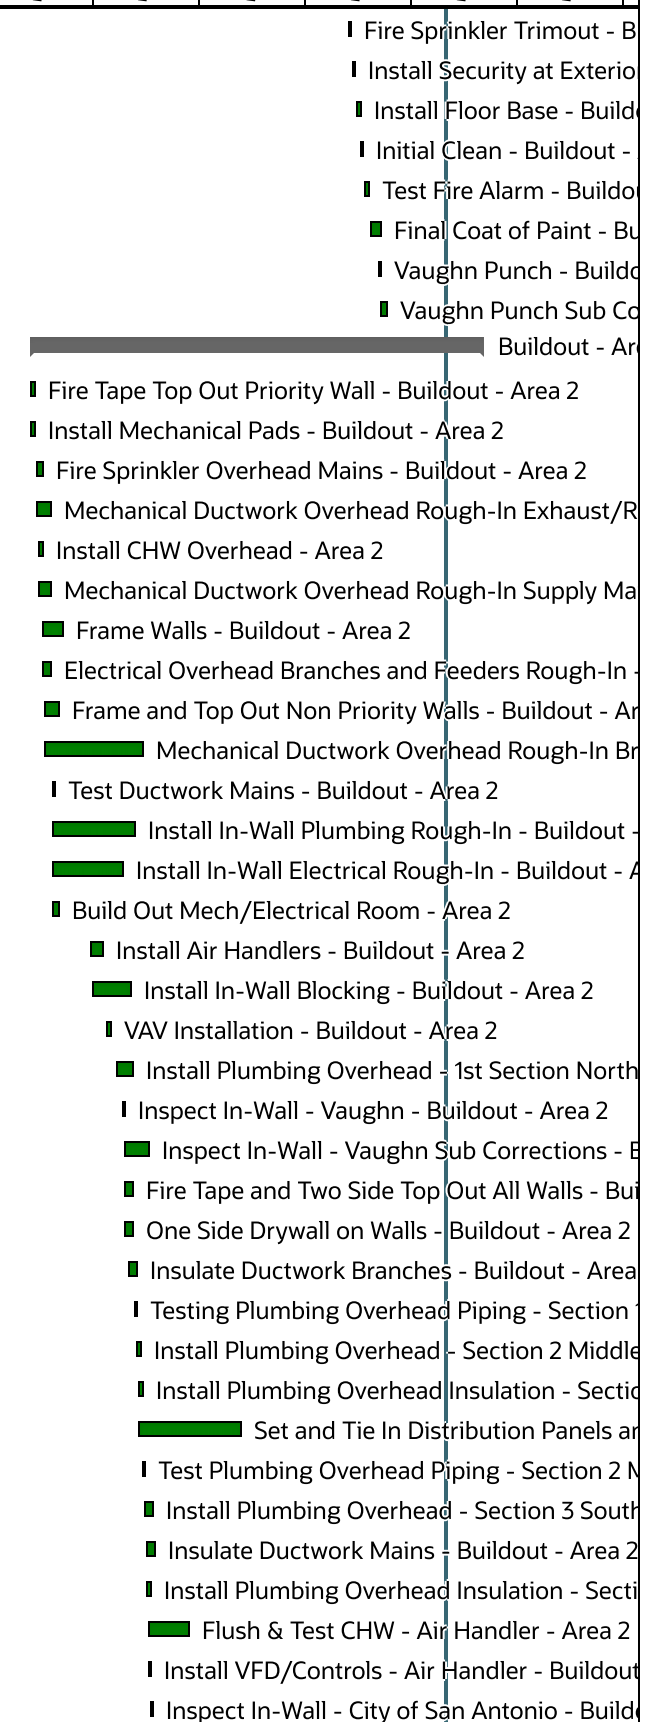 Fire Sprinkler Trimout - B
Install Security at Exterio
Install Floor Base - Build
Initial Clean - Buildout -
Test Fire Alarm - Buildo
Final Coat of Paint - Bu
Vaughn Punch - Build
Vaughn Punch Sub Co
Buildout - Ar
Fire Tape Top Out Priority Wall - Buildout - Area 2
Install Mechanical Pads - Buildout - Area 2
Fire Sprinkler Overhead Mains - Buildout - Area 2
Mechanical Ductwork Overhead Rough-In Exhaust/R
Install CHW Overhead - Area 2
Mechanical Ductwork Overhead Rough-In Supply Ma
Frame Walls - Buildout - Area 2
Electrical Overhead Branches and Feeders Rough-In -
Frame and Top Out Non Priority Walls - Buildout - Ar
Mechanical Ductwork Overhead Rough-In Br
Test Ductwork Mains - Buildout - Area 2
Install In-Wall Plumbing Rough-In - Buildout -
Install In-Wall Electrical Rough-In - Buildout - A
Build Out Mech/Electrical Room - Area 2
Install Air Handlers - Buildout - Area 2
Install In-Wall Blocking - Buildout - Area 2
VAV Installation - Buildout - Area 2
Install Plumbing Overhead - 1st Section North
Inspect In-Wall - Vaughn - Buildout - Area 2
Inspect In-Wall - Vaughn Sub Corrections - B
Fire Tape and Two Side Top Out All Walls - Bui
One Side Drywall on Walls - Buildout - Area 2
Insulate Ductwork Branches - Buildout - Area
Testing Plumbing Overhead Piping - Section 1
Install Plumbing Overhead - Section 2 Middle
Install Plumbing Overhead Insulation - Sectio
Set and Tie In Distribution Panels ar
Test Plumbing Overhead Piping - Section 2 M
Install Plumbing Overhead - Section 3 South
Insulate Ductwork Mains - Buildout - Area 2
Install Plumbing Overhead Insulation - Secti
Flush & Test CHW - Air Handler - Area 2
Install VFD/Controls - Air Handler - Buildout
Inspect In-Wall - City of San Antonio - Build